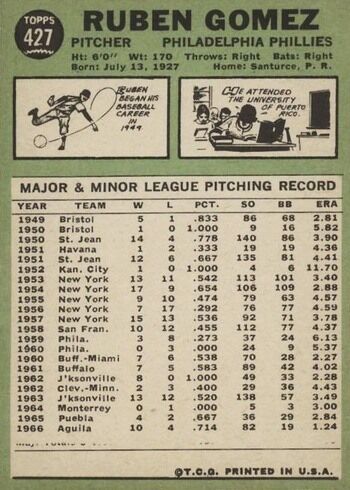 TOPPS
427
RUBEN GOMEZ
PITCHER PHILADELPHIA PHILLIES
Ht: 6'0" Wt: 170 Throws: Right Bats: Right
Born: July 13, 1927 Home: Santurce, P. R.
RUBEN
BEGAN HIS
BASEBALL
CAREER
IN
1949
HE ATTENDED
THE UNIVERSITY
OF PUERTO
RICO.
MAJOR & MINOR LEAGUE PITCHING RECORD
YEAR TEAM W L PCT. SO BB ERA
1949 Bristol 5 1 .833 86 68 2.81
1950 Bristol 0 1 1.000 9 16 5.82
1950 St. Jean 14 4 .778 140 86 3.90
1951 Havana 1 2 .333 19 20 4.36
1951 St. Jean 12 6 .667 135 81 4.41
1952 Kan. City 1 0 1.000 4 6 11.70
1953 New York 13 11 .542 113 101 3.40
1954 New York 17 9 .654 106 109 2.88
1955 New York 9 10 .474 79 63 4.57
1956 New York 7 17 .292 76 77 4.59
1957 New York 15 13 .536 92 71 3.78
1958 San Fran. 10 12 .455 112 77 4.37
1959 Phila. 3 8 .273 37 24 6.13
1960 Phila. 0 3 .000 24 9 5.37
1960 Buff.-Miami 7 6 .538 70 28 2.27
1961 Buffalo 7 5 .583 89 42 4.02
1962 J'ksonville 8 0 1.000 33 28
1962 Clev.-Minn. 2 3 .400 29 36 4.43
1963 J'ksonville 13 12 .520 138 57 3.49
1964 Monterrey 0 1 .000 5 3 3.00
1965 Puebla 4 2 .667 36 29 2.84
1966 Aguila 10 4 .714 82 19 1.24
©T.C.G. PRINTED IN U.S.A.